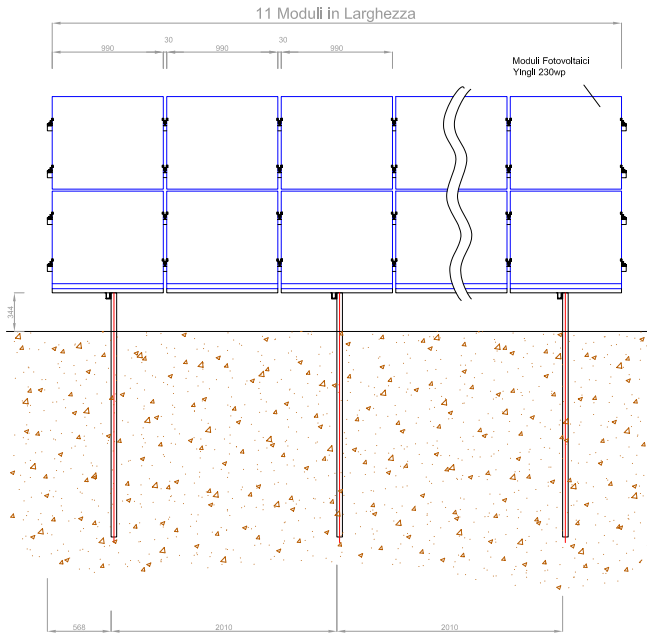 11 Moduli in Larghezza
30 30
990 990 990
Moduli Fotovoltaici
Yingli 230wp
344
568 2010 2010